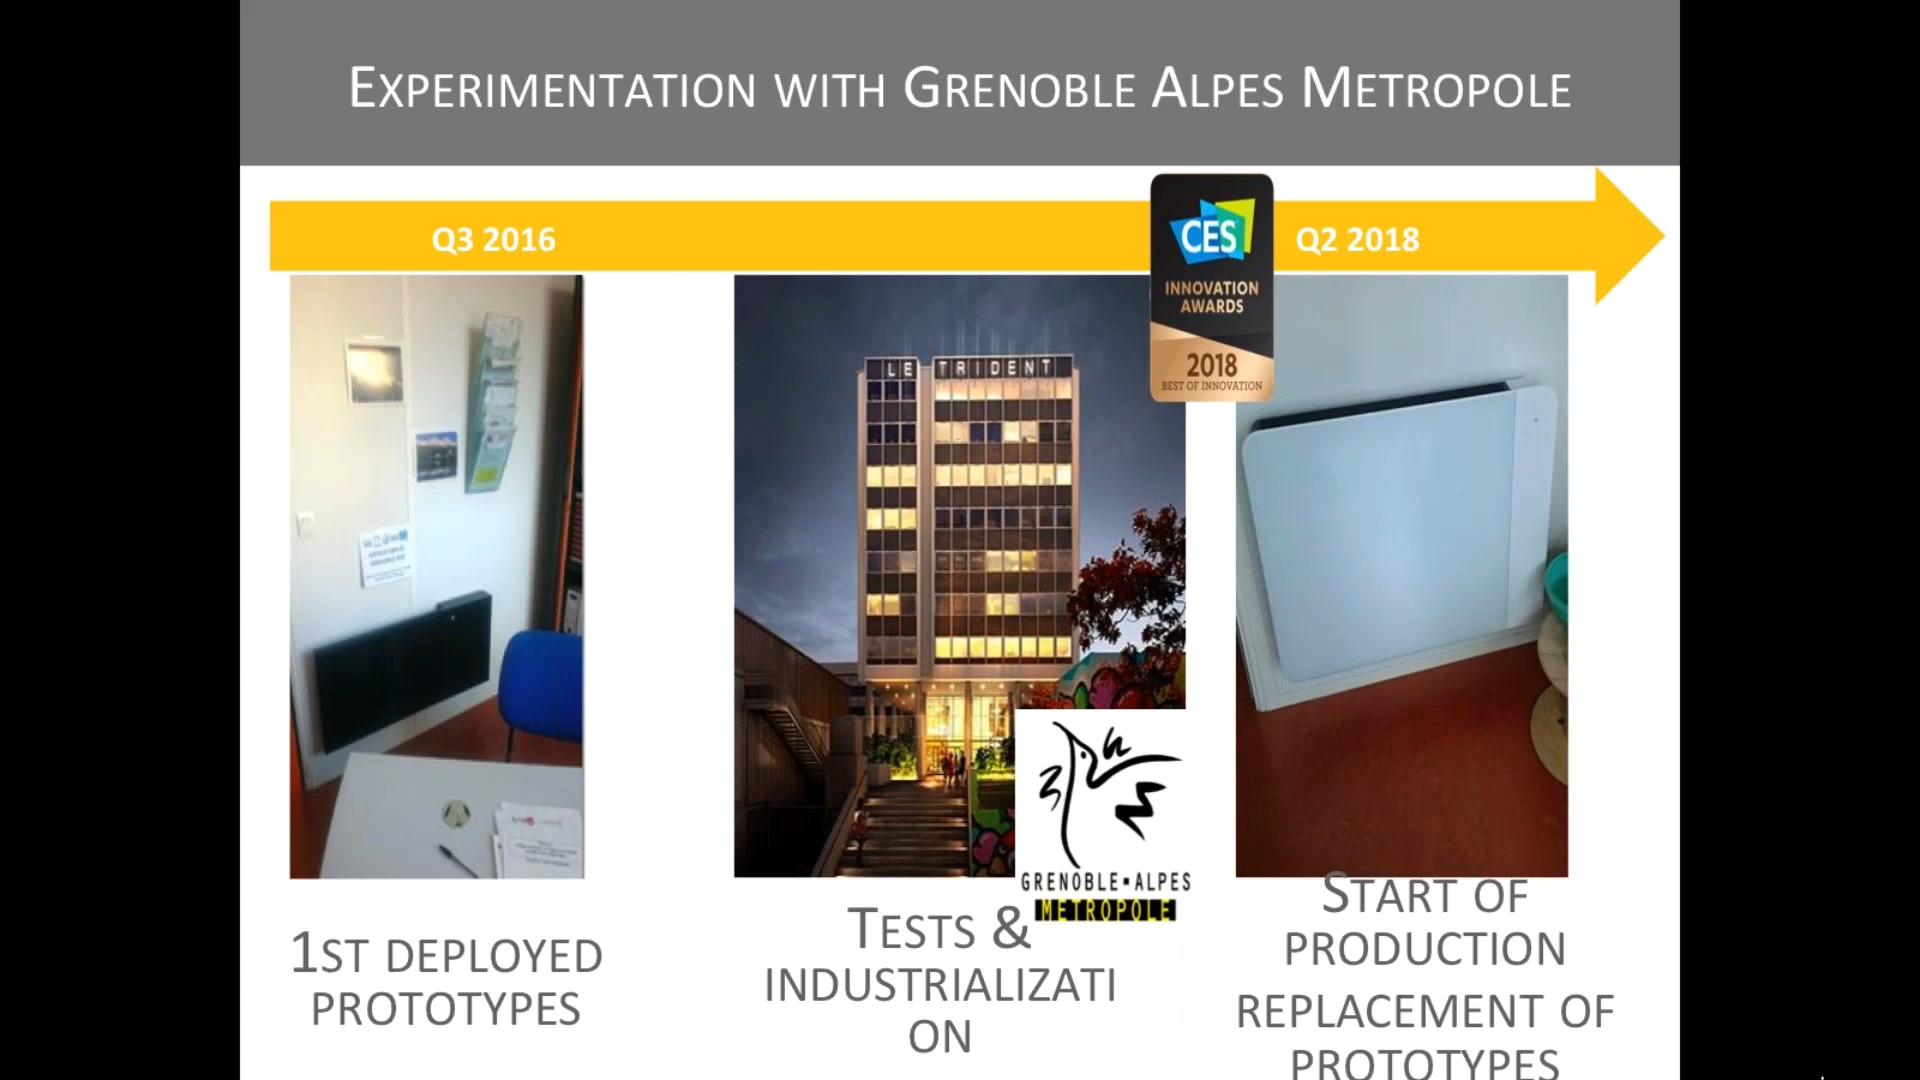 EXPERIMENTATION WITH GRENOBLE ALPES METROPOLE
Q3 2016
Q2 2018
CES
INNOVATION
AWARDS
2018
BEST OF INNOVATION
LE TRIDENT
GRENOBLE▪ALPES
METROPOLE
1ST DEPLOYED
PROTOTYPES
TESTS &
INDUSTRIALIZATI
ON
START OF
PRODUCTION
REPLACEMENT OF
PROTOTYPES